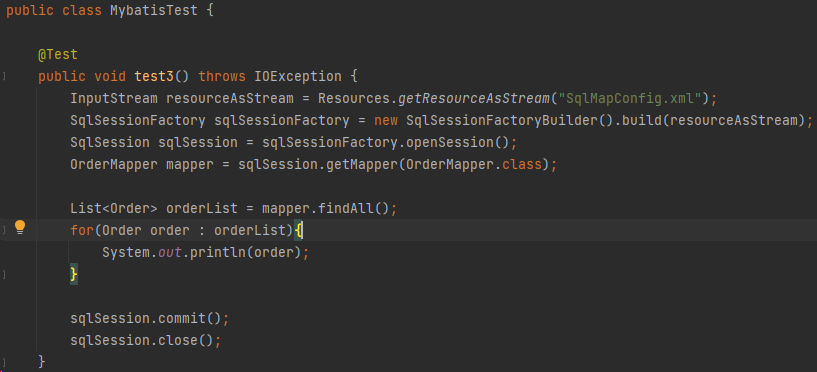 public class MybatisTest {
@Test
public void test3() throws IOException {
InputStream resourceAsStream = Resources.getResourceAsStream("SqlMapConfig.xml");
SqlSessionFactory sqlSessionFactory = new SqlSessionFactoryBuilder().build(resourceAsStream);
SqlSession sqlSession = sqlSessionFactory.openSession();
OrderMapper mapper = sqlSession.getMapper(OrderMapper.class);
List<Order> orderList = mapper.findAll();
for(Order order : orderList){
System.out.println(order);
}
sqlSession.commit();
sqlSession.close();
}